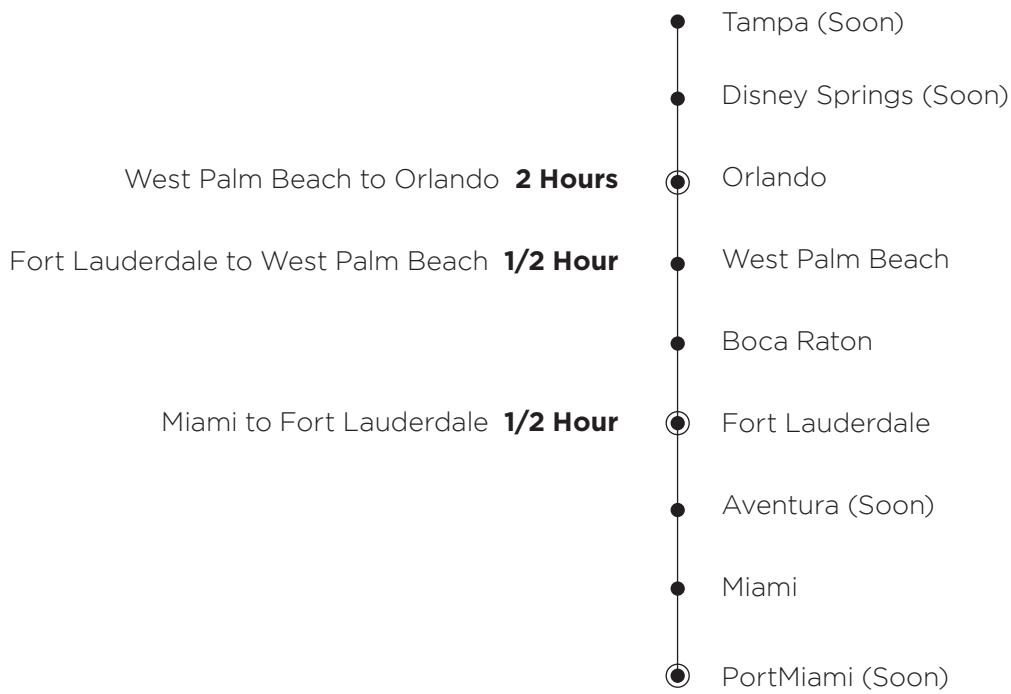 Tampa (Soon)
Disney Springs (Soon)
West Palm Beach to Orlando 2 Hours
Orlando
Fort Lauderdale to West Palm Beach 1/2 Hour
West Palm Beach
Boca Raton
Miami to Fort Lauderdale 1/2 Hour
Fort Lauderdale
Aventura (Soon)
Miami
PortMiami (Soon)